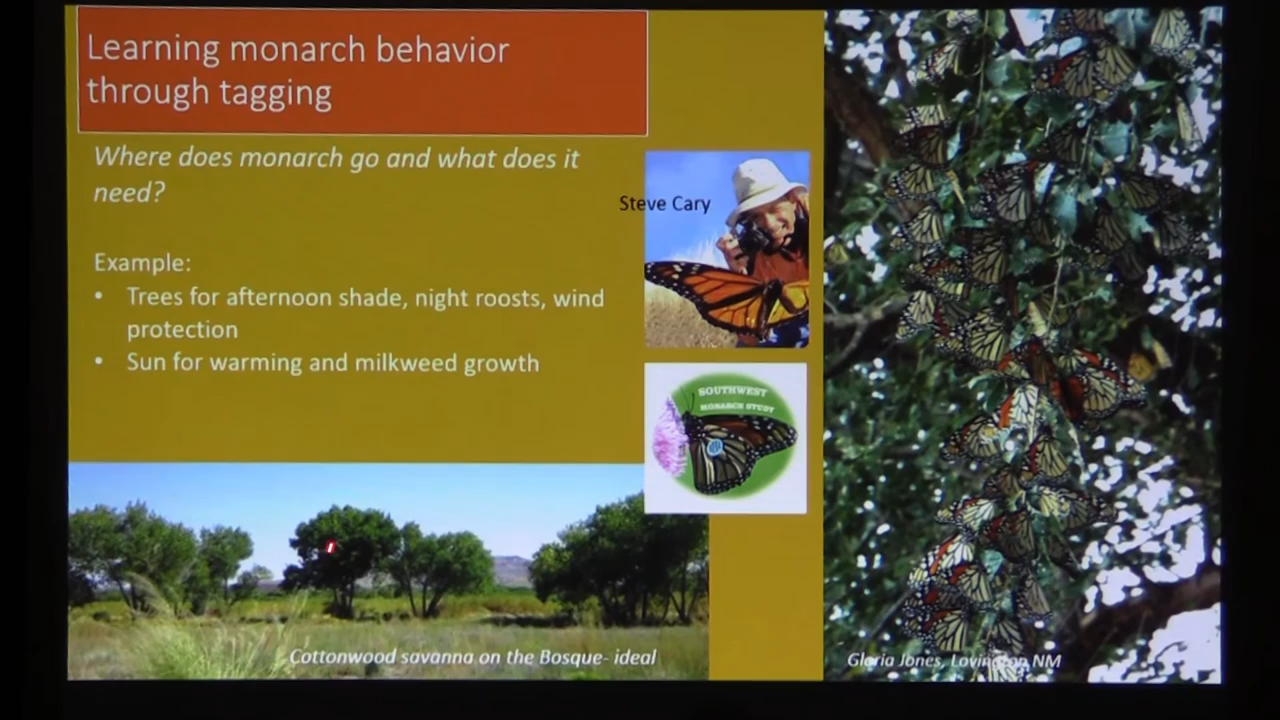 Learning monarch behavior
through tagging
Where does monarch go and what does it
need?
Example:
• Trees for afternoon shade, night roosts, wind
protection
• Sun for warming and milkweed growth
Steve Cary
SOUTHWEST
MONARCH STUDY
Cottonwood savanna on the Bosque- ideal
Gloria Jones, Lovington NM